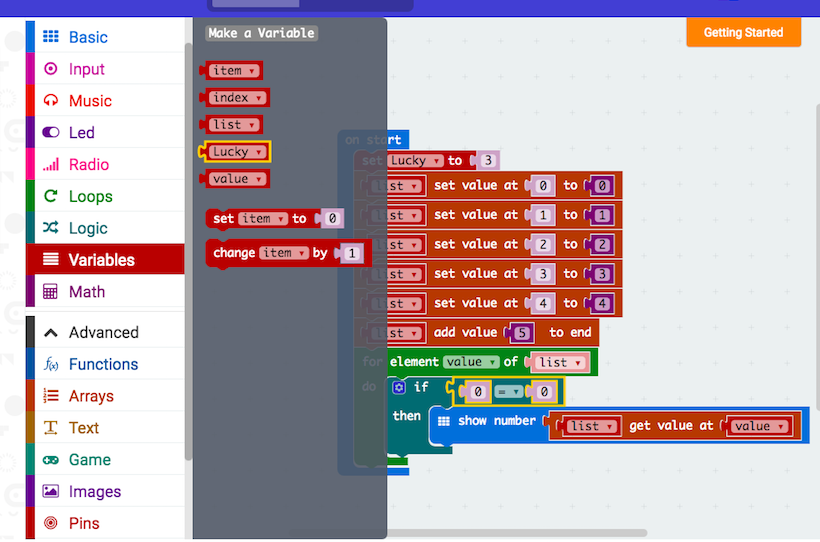 Getting Started
Basic
Input
Music
Led
Radio
Loops
Logic
Variables
Math
Advanced
Functions
Arrays
Text
Game
Images
Pins
Make a Variable
item
index
list
Lucky
value
set item to 0
change item by 1
on start
set Lucky to 3
list set value at 0 to 0
list set value at 1 to 1
list set value at 2 to 2
list set value at 3 to 3
list set value at 4 to 4
list add value 5 to end
for element value of list
do if 0 = 0
then show number list get value at value